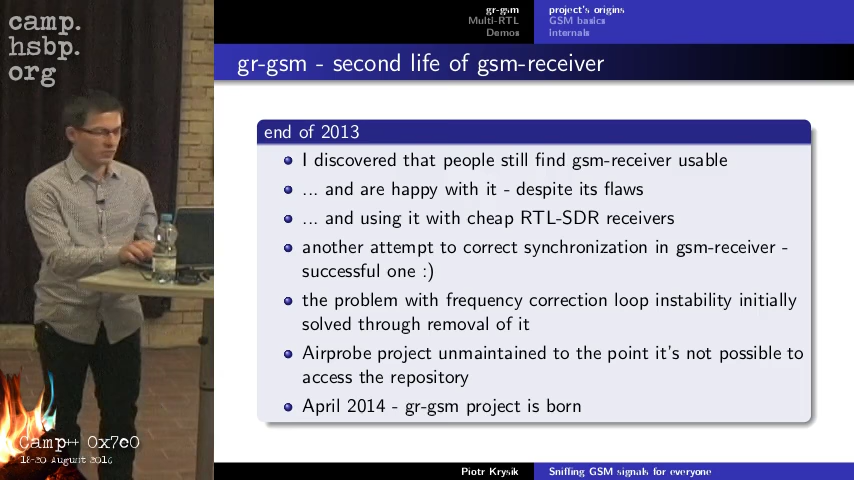 camp.
hsbp.
org
gr-gsm
Multi-RTL
Demos
project's origins
GSM basics
Internals
gr-gsm - second life of gsm-receiver
end of 2013
I discovered that people still find gsm-receiver usable
... and are happy with it - despite its flaws
... and using it with cheap RTL-SDR receivers
another attempt to correct synchronization in gsm-receiver -
successful one :)
the problem with frequency correction loop instability initially
solved through removal of it
Airprobe project unmaintained to the point it's not possible to
access the repository
April 2014 - gr-gsm project is born
Camp++ 0x7e0
18-20 August 2016
Piotr Krysik
Sniffing GSM signals for everyone